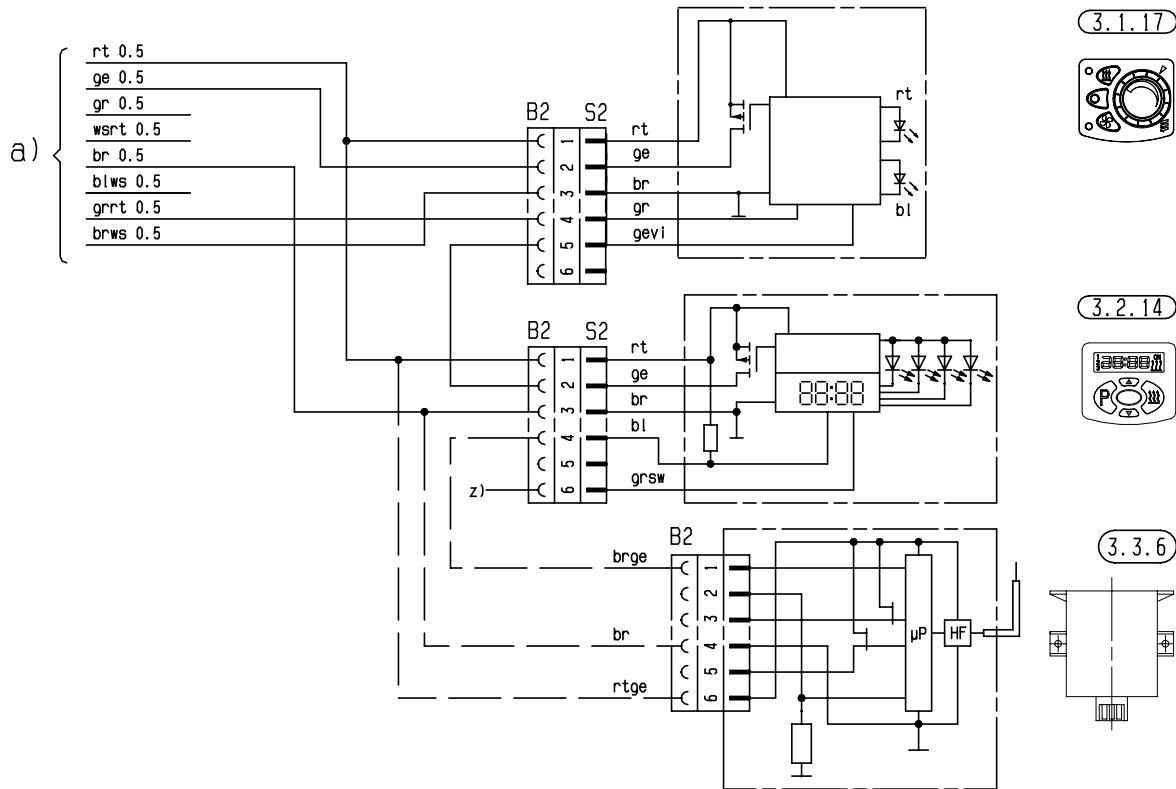 a)
rt 0.5
ge 0.5
gr 0.5
wsrt 0.5
br 0.5
blws 0.5
grrt 0.5
brws 0.5
B2 S2
1 rt
2 ge
3 br
4 gr
5 gevi
6
rt
bl
3.1.17
B2 S2
1 rt
2 ge
3 br
4 bl
5
z) 6 grsw
88:88
3.2.14
P
B2
brge 1
2
3
br 4
5
rtge 6
µP
HF
3.3.6